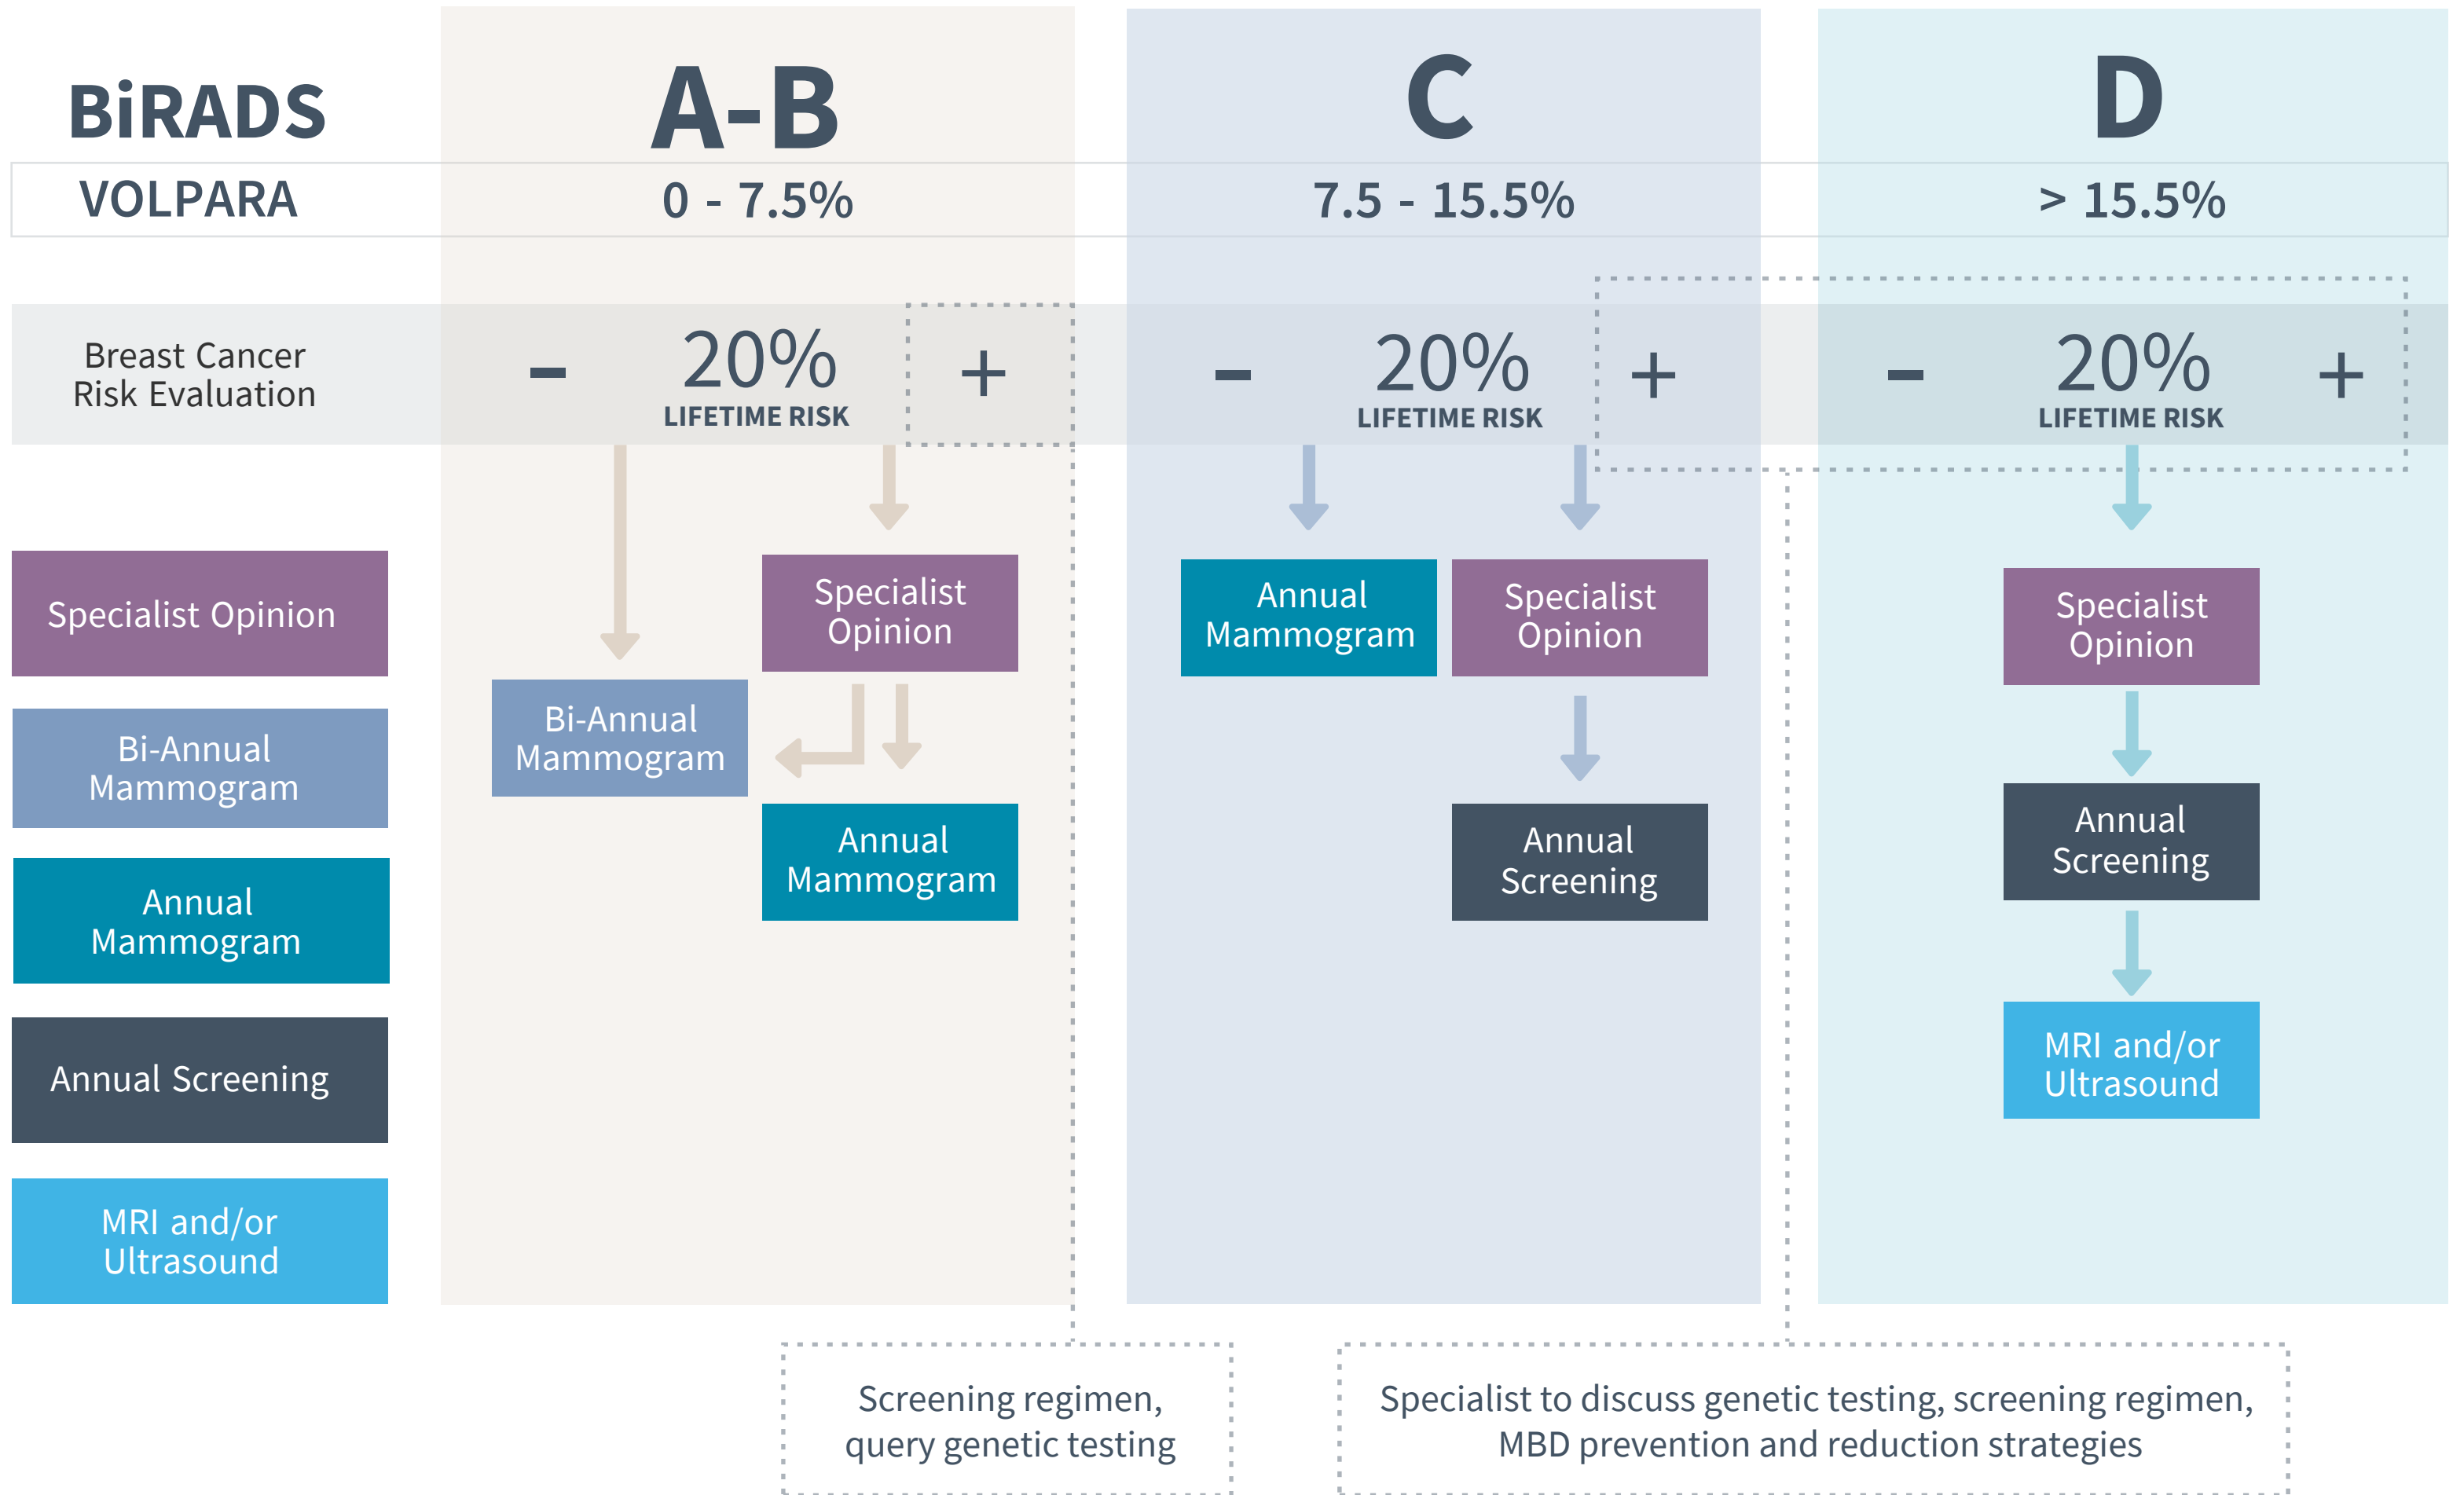 BiRADS
A-B
C
D
VOLPARA
0 - 7.5%
7.5 - 15.5%
> 15.5%
Breast Cancer
Risk Evaluation
-
20%
LIFETIME RISK
+
-
20%
LIFETIME RISK
+
-
20%
LIFETIME RISK
+
Specialist Opinion
Bi-Annual
Mammogram
Annual
Mammogram
Annual Screening
MRI and/or
Ultrasound
Bi-Annual
Mammogram
Specialist
Opinion
Annual
Mammogram
Annual
Mammogram
Specialist
Opinion
Annual
Screening
Specialist
Opinion
Annual
Screening
MRI and/or
Ultrasound
Screening regimen,
query genetic testing
Specialist to discuss genetic testing, screening regimen,
MBD prevention and reduction strategies